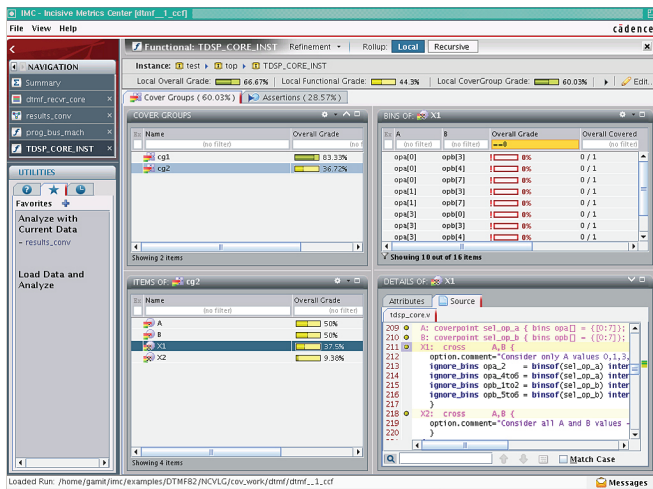 IMC - Incisive Metrics Center [dtmf_1_ccf]
File View Help
cādence
NAVIGATION
Summary
dtmf_recvr_core
results_conv
prog_bus_mach
TDSP_CORE_INST
UTILITIES
Favorites
Analyze with
Current Data
- results_conv
Load Data and
Analyze
Functional: TDSP_CORE_INST Refinement Rollup: Local Recursive
Instance: test top TDSP_CORE_INST
Local Overall Grade: 66.67% Local Functional Grade: 44.3% Local CoverGroup Grade: 60.03% Edit..
Cover Groups ( 60.03% ) Assertions ( 28.57% )
COVER GROUPS
Ex Name Overall Grade
(no filter) (no f
cg1 83.33%
cg2 36.72%
Showing 2 items
BINS OF: X1
Ex A B Overall Grade Overall Covered
(no filter) (no filter) ==0 (no filter)
opa[0] opb[3] 0% 0 / 1
opa[0] opb[4] 0% 0 / 1
opa[0] opb[7] 0% 0 / 1
opa[1] opb[3] 0% 0 / 1
opa[3] opb[0] 0% 0 / 1
opa[3] opb[3] 0% 0 / 1
opa[3] opb[4] 0% 0 / 1
Showing 10 out of 16 items
ITEMS OF: cg2
Ex Name Overall Grade
(no filter) (no filter)
A 50%
B 50%
X1 37.5%
X2 9.38%
Showing 4 items
DETAILS OF: X1
Attributes Source
tdsp_core.v
209 A: coverpoint sel_op_a { bins opa[] = {[0:7]};
210 B: coverpoint sel_op_b { bins opb[] = {[0:7]};
211 X1: cross A,B {
212 option.comment="Consider only A values 0,1,3,
213 ignore_bins opa_2 = binsof(sel_op_a) inter
214 ignore_bins opa_4to6 = binsof(sel_op_a) inter
215 ignore_bins opb_1to2 = binsof(sel_op_b) inter
216 ignore_bins opb_5to6 = binsof(sel_op_b) inter
217 }
218 X2: cross A,B {
219 option.comment="Consider all A and B values -
220 }
Match Case
Loaded Run: /home/gamit/imc/examples/DTMF82/NCVLG/cov_work/dtmf/dtmf__1_ccf Messages